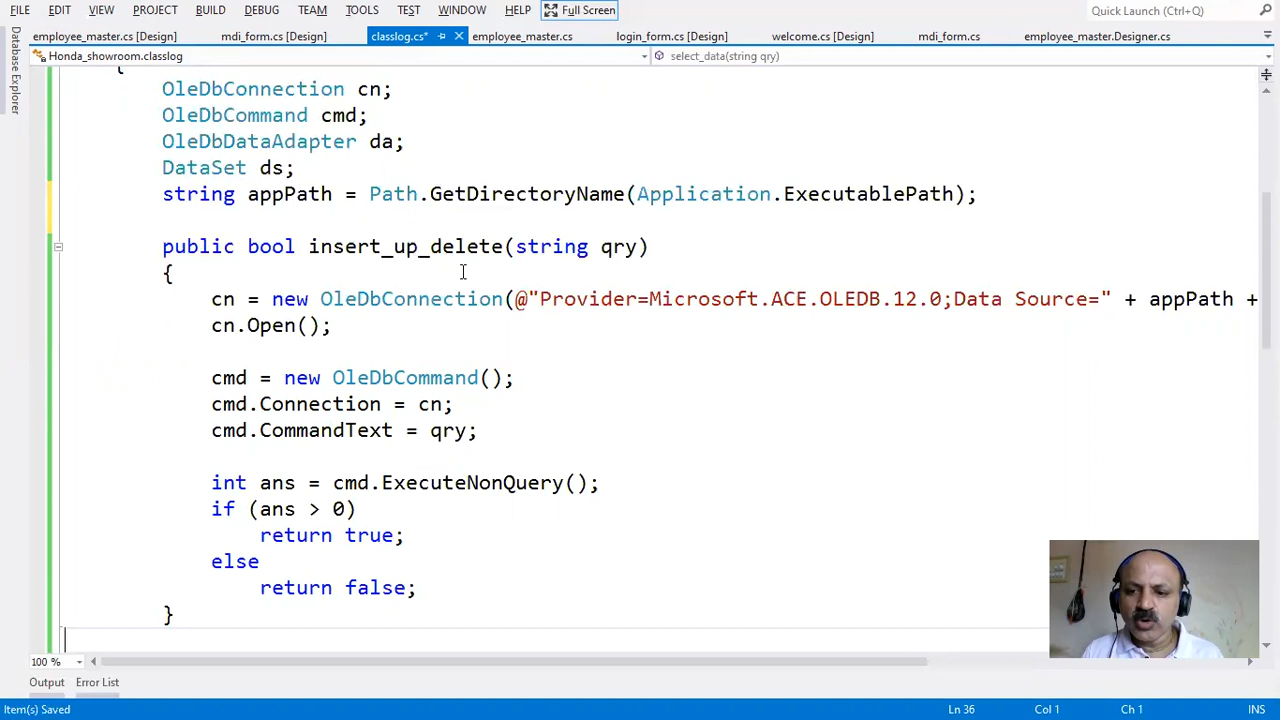 FILE EDIT VIEW PROJECT BUILD DEBUG TEAM TOOLS TEST WINDOW HELP Full Screen Quick Launch (Ctrl+Q)
employee_master.cs [Design] mdi_form.cs [Design] classlog.cs* employee_master.cs login_form.cs [Design] welcome.cs [Design] mdi_form.cs employee_master.Designer.cs
Database Explorer
Honda_showroom.classlog select_data(string qry)
{
OleDbConnection cn;
OleDbCommand cmd;
OleDbDataAdapter da;
DataSet ds;
string appPath = Path.GetDirectoryName(Application.ExecutablePath);
public bool insert_up_delete(string qry)
{
cn = new OleDbConnection(@"Provider=Microsoft.ACE.OLEDB.12.0;Data Source=" + appPath +
cn.Open();
cmd = new OleDbCommand();
cmd.Connection = cn;
cmd.CommandText = qry;
int ans = cmd.ExecuteNonQuery();
if (ans > 0)
return true;
else
return false;
}
100 %
Output Error List
Item(s) Saved Ln 36 Col 1 Ch 1 INS